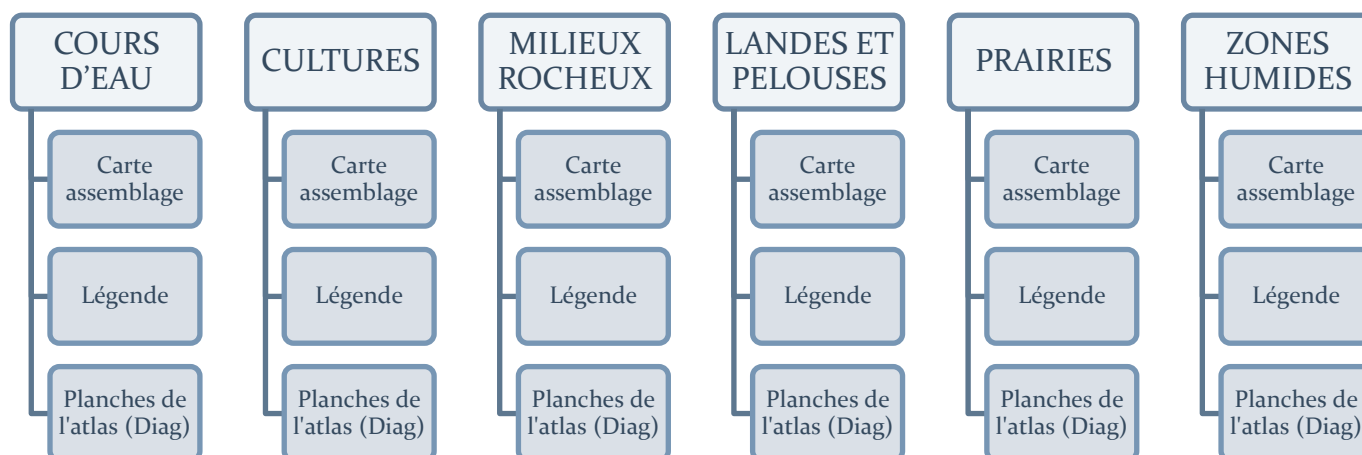 COURS
D’EAU
Carte
assemblage
Légende
Planches de
l'atlas (Diag)
CULTURES
Carte
assemblage
Légende
Planches de
l'atlas (Diag)
MILIEUX
ROCHEUX
Carte
assemblage
Légende
Planches de
l'atlas (Diag)
LANDES ET
PELOUSES
Carte
assemblage
Légende
Planches de
l'atlas (Diag)
PRAIRIES
Carte
assemblage
Légende
Planches de
l'atlas (Diag)
ZONES
HUMIDES
Carte
assemblage
Légende
Planches de
l'atlas (Diag)